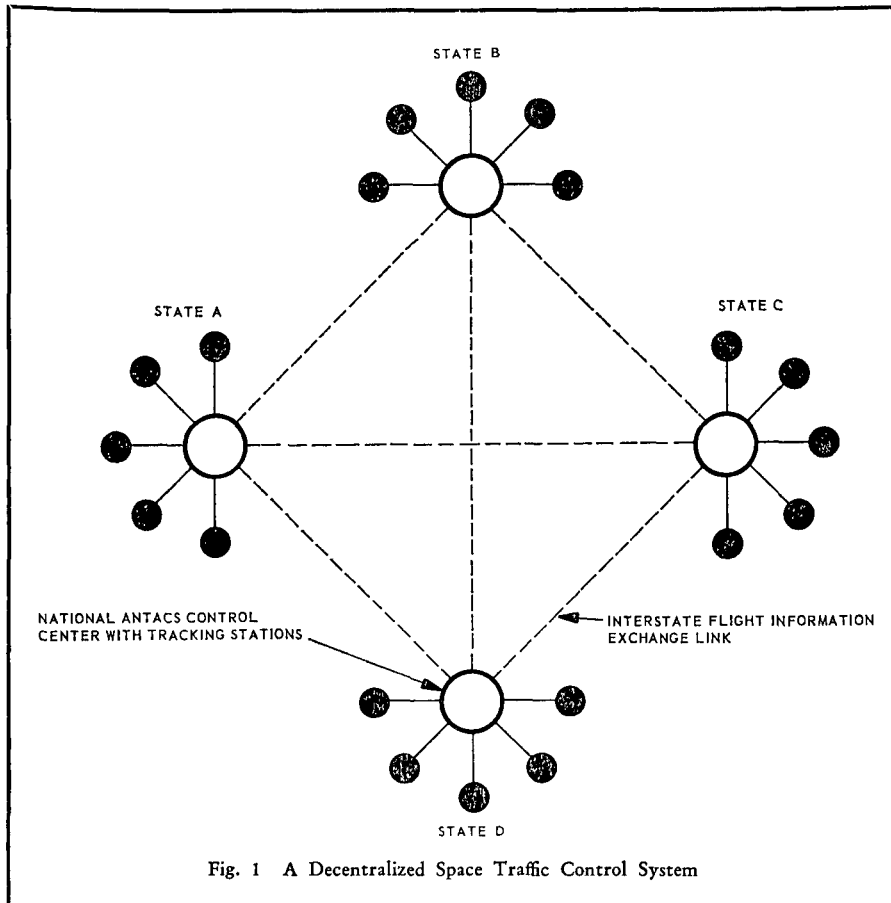 STATE B
STATE A
STATE C
NATIONAL ANTACS CONTROL
CENTER WITH TRACKING STATIONS
INTERSTATE FLIGHT INFORMATION
EXCHANGE LINK
STATE D
Fig. 1 A Decentralized Space Traffic Control System